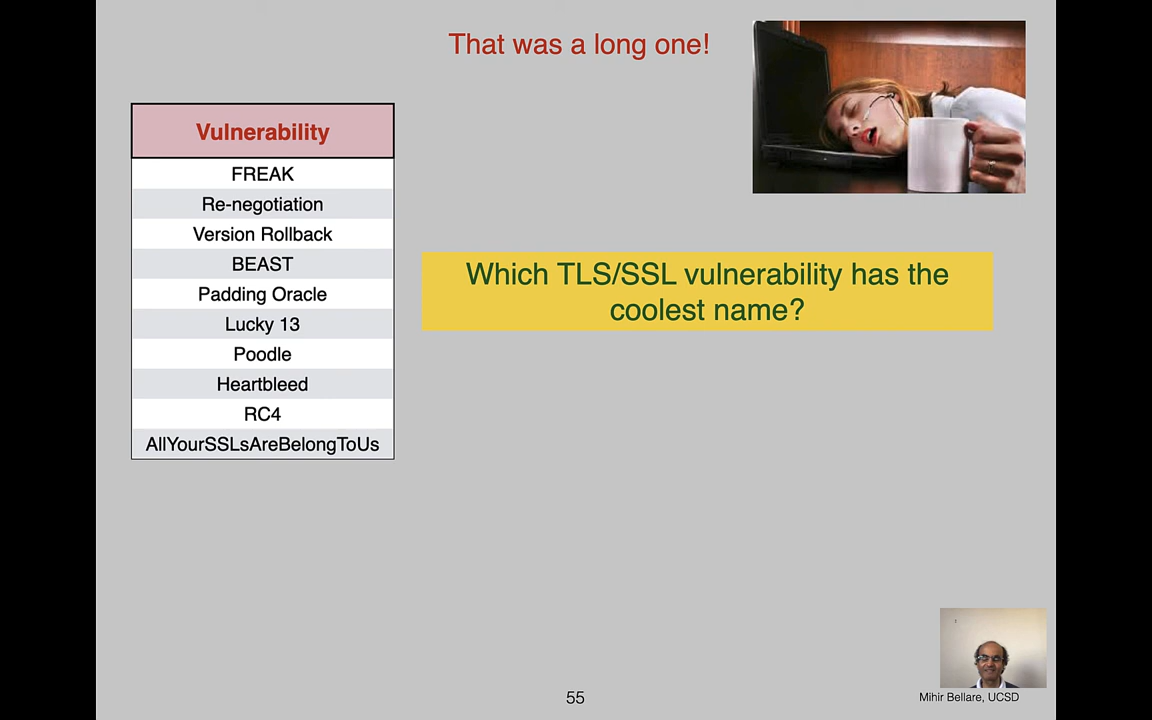 That was a long one!
Vulnerability
FREAK
Re-negotiation
Version Rollback
BEAST
Padding Oracle
Lucky 13
Poodle
Heartbleed
RC4
AllYourSSLsAreBelongToUs
Which TLS/SSL vulnerability has the
coolest name?
55
Mihir Bellare, UCSD